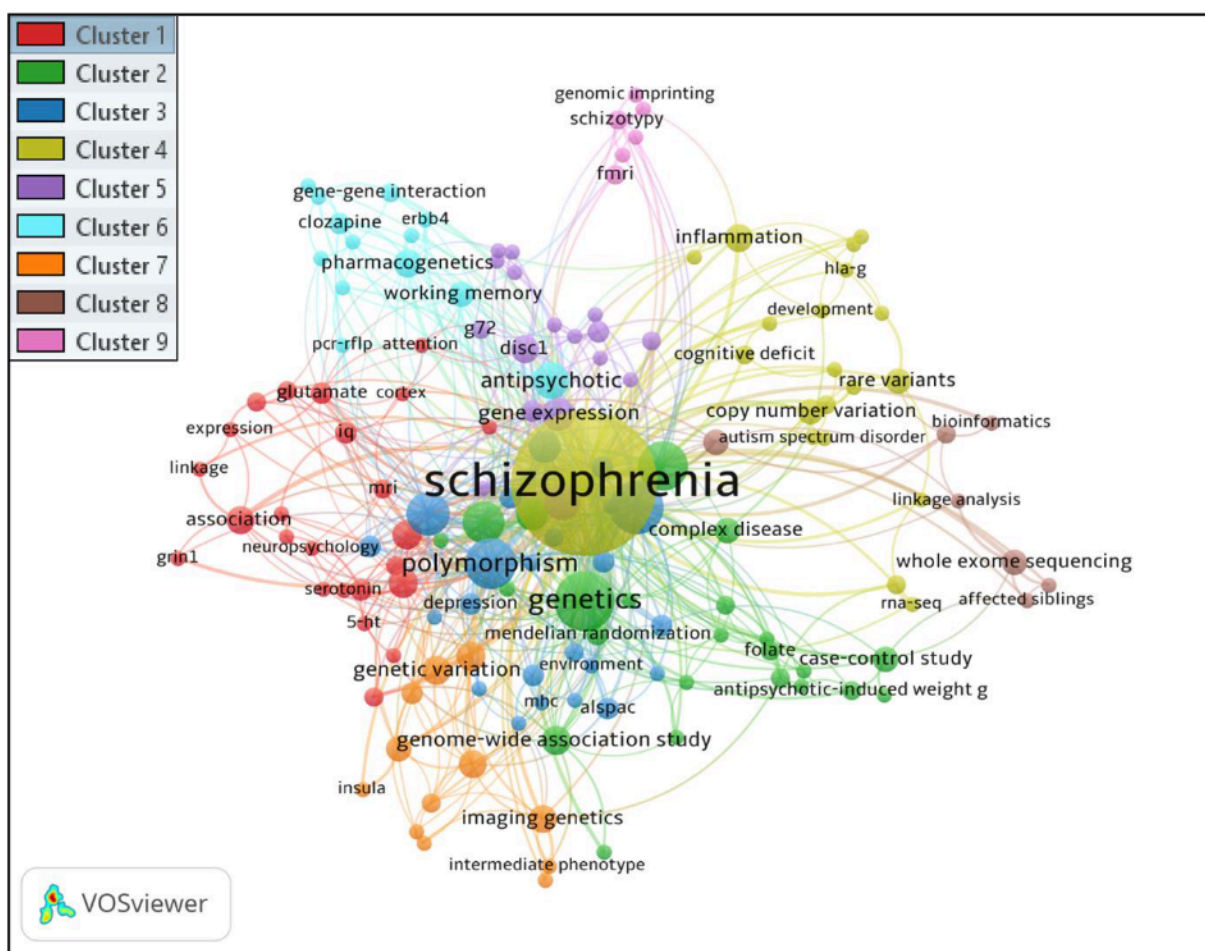 Cluster 1
Cluster 2
Cluster 3
Cluster 4
Cluster 5
Cluster 6
Cluster 7
Cluster 8
Cluster 9
genomic imprinting
schizotypy
fmri
gene-gene interaction
clozapine
erbb4
pharmacogenetics
working memory
inflammation
hla-g
development
g72
disc1
pcr-rflp
attention
cognitive deficit
antipsychotic
rare variants
glutamate
cortex
gene expression
copy number variation
bioinformatics
expression
iq
autism spectrum disorder
linkage
schizophrenia
mri
linkage analysis
association
complex disease
neuropsychology
grin1
polymorphism
whole exome sequencing
serotonin
depression
genetics
rna-seq
affected siblings
5-ht
mendelian randomization
folate
genetic variation
environment
case-control study
antipsychotic-induced weight g
mhc
alspac
genome-wide association study
insula
imaging genetics
intermediate phenotype
VOSviewer